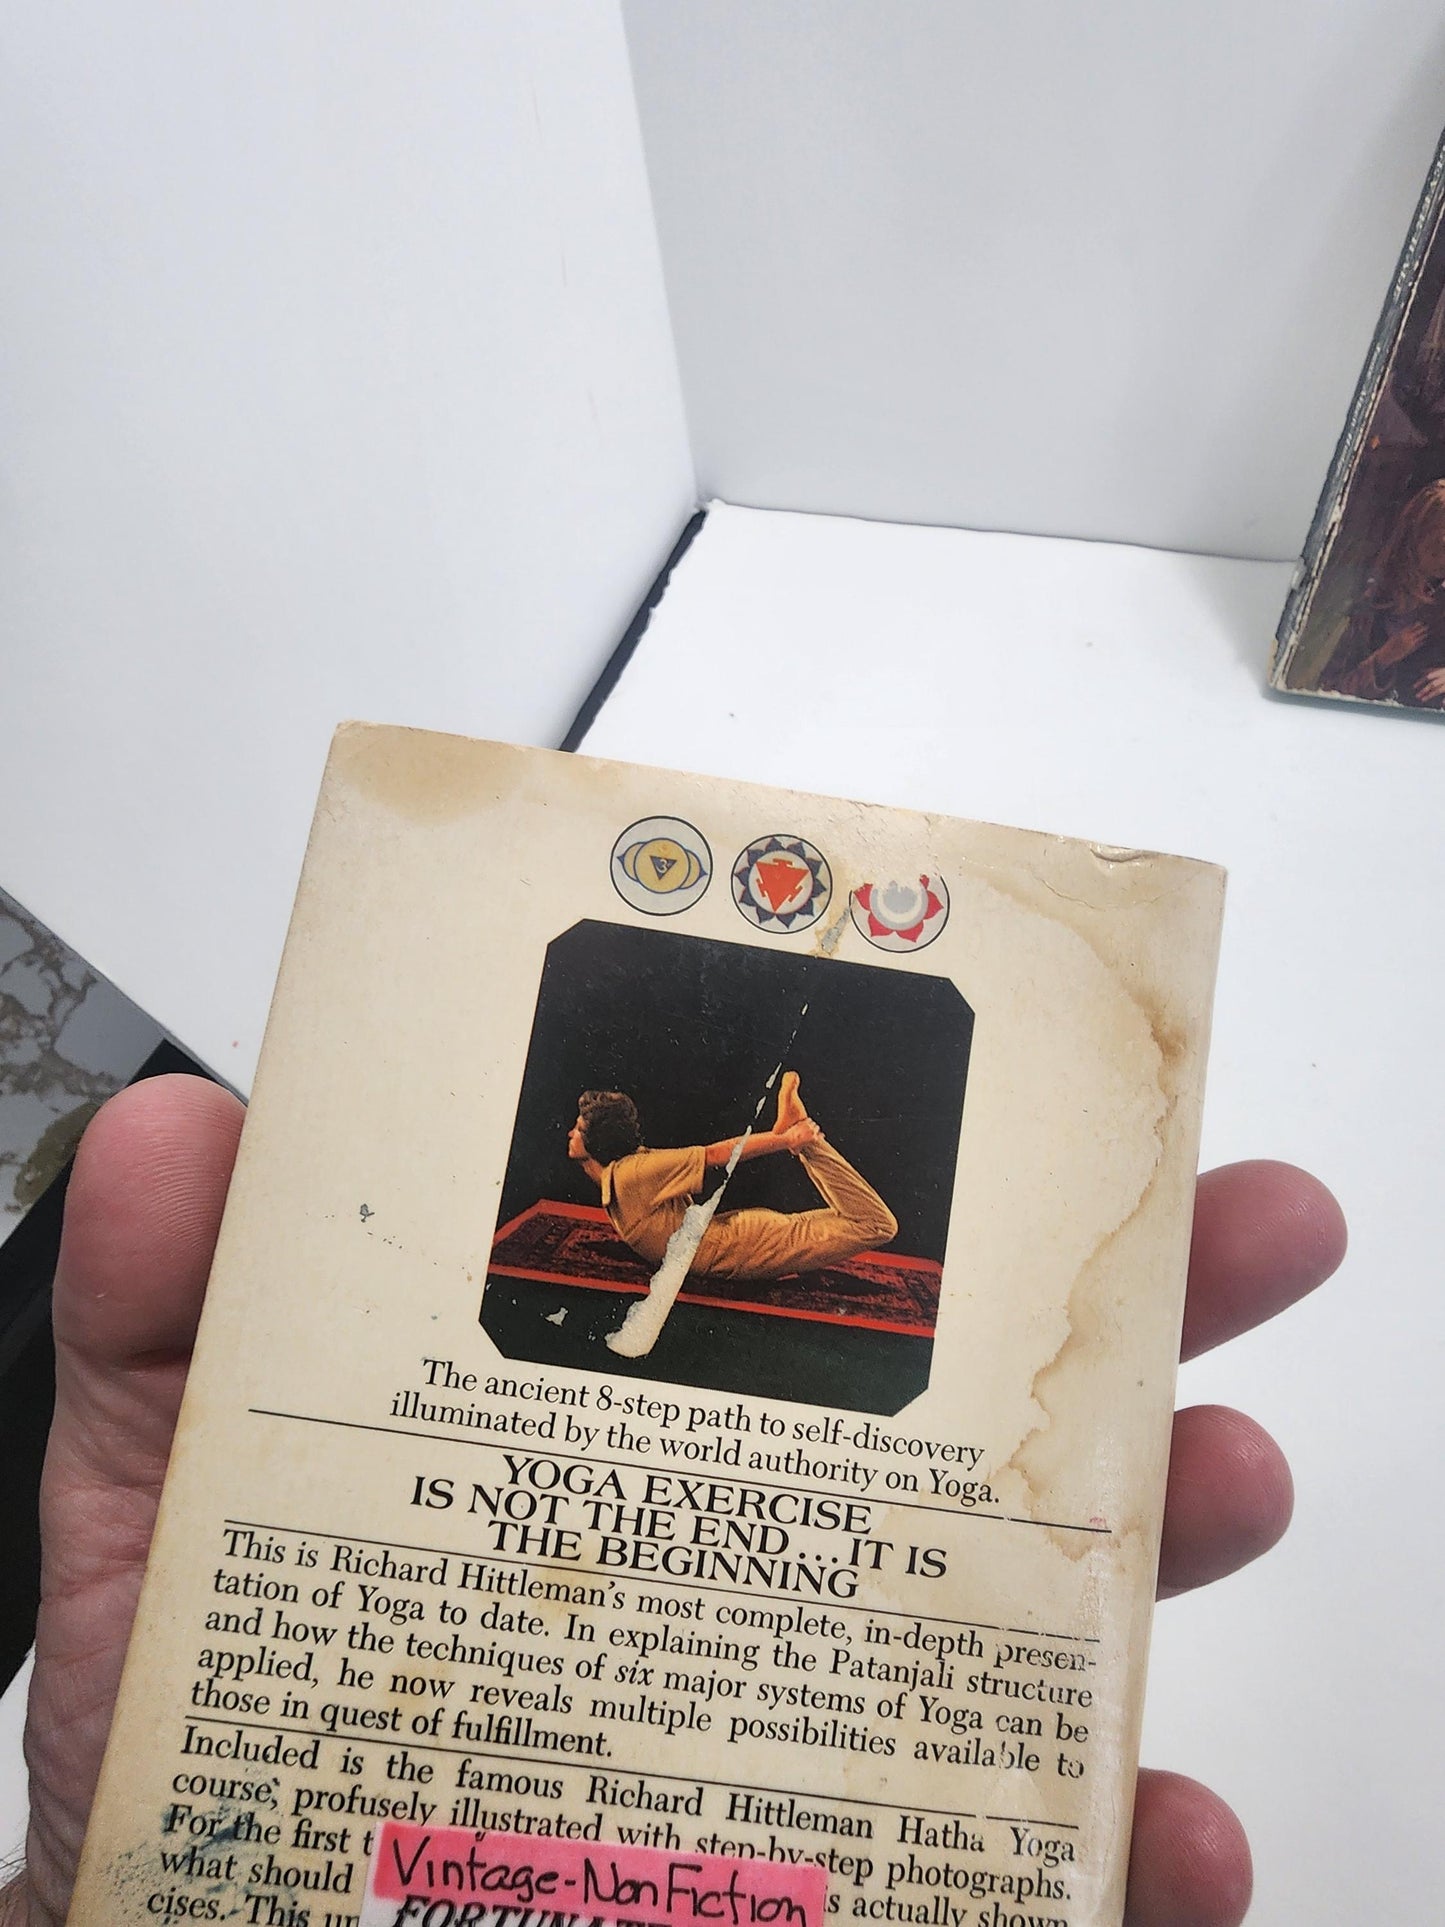 The ancient 8-step path to self-discovery
illuminated by the world authority on Yoga.
YOGA EXERCISE
IS NOT THE END...IT IS
THE BEGINNING
This is Richard Hittleman's most complete, in-depth presen-
tation of Yoga to date. In explaining the Patanjali structure
and how the techniques of six major systems of Yoga can be
applied, he now reveals multiple possibilities available to
those in quest of fulfillment.
Included is the famous Richard Hittleman Hatha Yoga
course, profusely illustrated with step-by-step photographs.
For the first
what should is actually shown
cises. This
Vintage-NonFiction